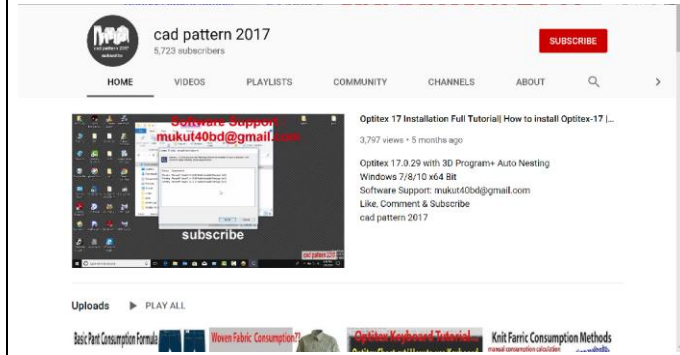 cad pattern 2017
5,723 subscribers
SUBSCRIBE
HOME
VIDEOS
PLAYLISTS
COMMUNITY
CHANNELS
ABOUT
Software Support -
mukut40bd@gmail.com
subscribe
cad pattern 2017
Optitex 17 Installation Full Tutorial| How to install Optitex-17 |...
3,797 views • 5 months ago
Optitex 17.0.29 with 3D Program+ Auto Nesting
Windows 7/8/10 x64 Bit
Software Support: mukut40bd@gmail.com
Like, Comment & Subscribe
cad pattern 2017
Uploads
PLAY ALL
Basic Pant Consumption Formula
Woven Fabric Consumption??
Optitex Keyboard Tutorial...
Knit Farric Consumption Methods
manual consumption calculation